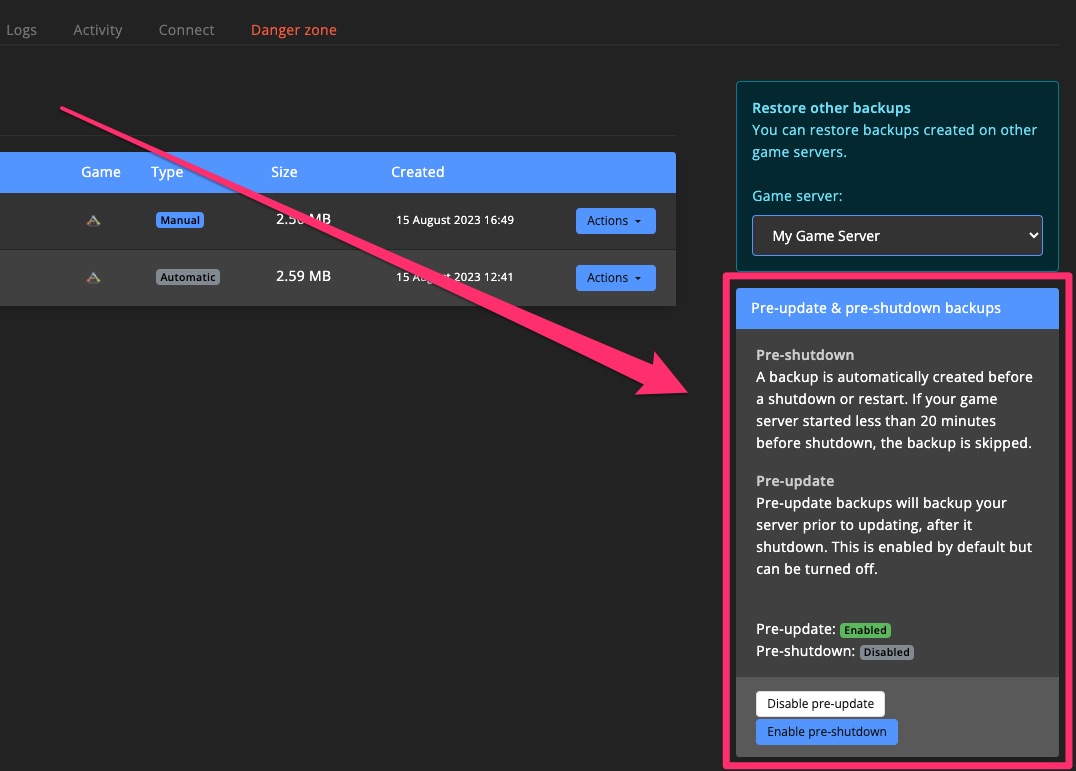 Logs Activity Connect Danger zone
Game Type Size Created
Manual 2.56 MB 15 August 2023 16:49 Actions
Automatic 2.59 MB 15 August 2023 12:41 Actions
Restore other backups
You can restore backups created on other
game servers.
Game server:
My Game Server
Pre-update & pre-shutdown backups
Pre-shutdown
A backup is automatically created before
a shutdown or restart. If your game
server started less than 20 minutes
before shutdown, the backup is skipped.
Pre-update
Pre-update backups will backup your
server prior to updating, after it
shutdown. This is enabled by default but
can be turned off.
Pre-update: Enabled
Pre-shutdown: Disabled
Disable pre-update
Enable pre-shutdown